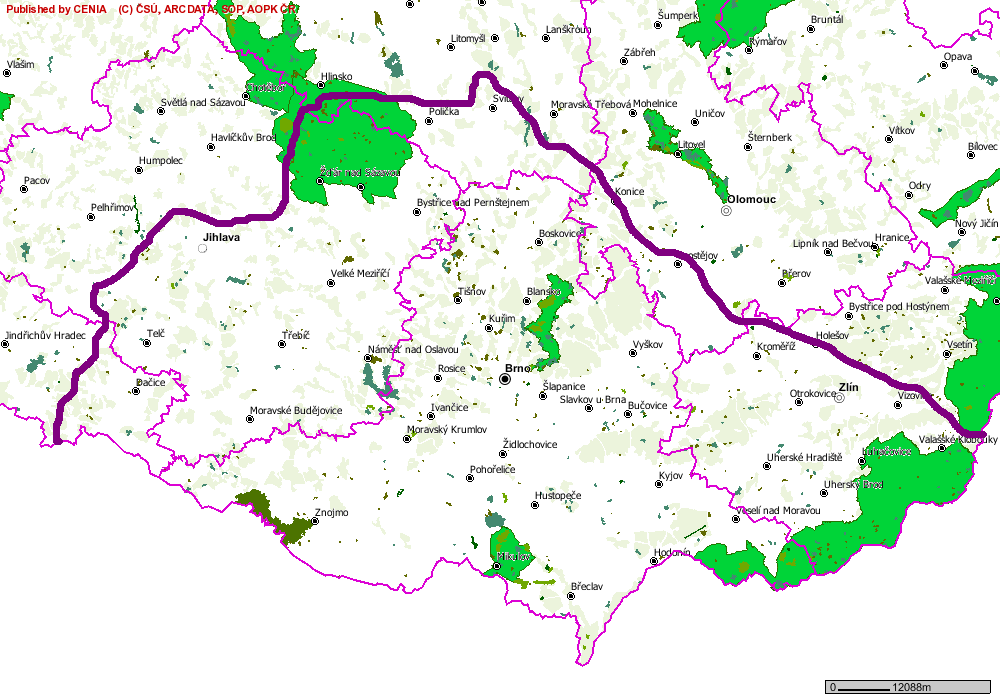 Published by CENIA (C) ČSÚ, ARCDATA, SOP, AOPK ČR
Šumperk
Bruntál
Lanškroun
Litomyšl
Rýmařov
Zábřeh
Opava
Vlašim
Hlinsko
Chotěboř
Světlá nad Sázavou
Polička
Svitavy
Moravská Třebová
Mohelnice
Uničov
Vítkov
Havlíčkův Brod
Litovel
Šternberk
Bílovec
Humpolec
Žďár nad Sázavou
Pacov
Konice
Odry
Olomouc
Pelhřimov
Bystřice nad Pernštejnem
Nový Jičín
Jihlava
Boskovice
Lipník nad Bečvou
Hranice
Prostějov
Velké Meziříčí
Přerov
Valašské Meziříčí
Tišnov
Blansko
Bystřice pod Hostýnem
Kuřim
Jindřichův Hradec
Telč
Třebíč
Holešov
Náměšť nad Oslavou
Vyškov
Kroměříž
Vsetín
Brno
Rosice
Dačice
Šlapanice
Zlín
Slavkov u Brna
Otrokovice
Vizovice
Bučovice
Moravské Budějovice
Ivančice
Moravský Krumlov
Valašské Klobouky
Židlochovice
Luhačovice
Uherské Hradiště
Pohořelice
Kyjov
Uherský Brod
Hustopeče
Znojmo
Veselí nad Moravou
Mikulov
Hodonín
Břeclav
0 12088m